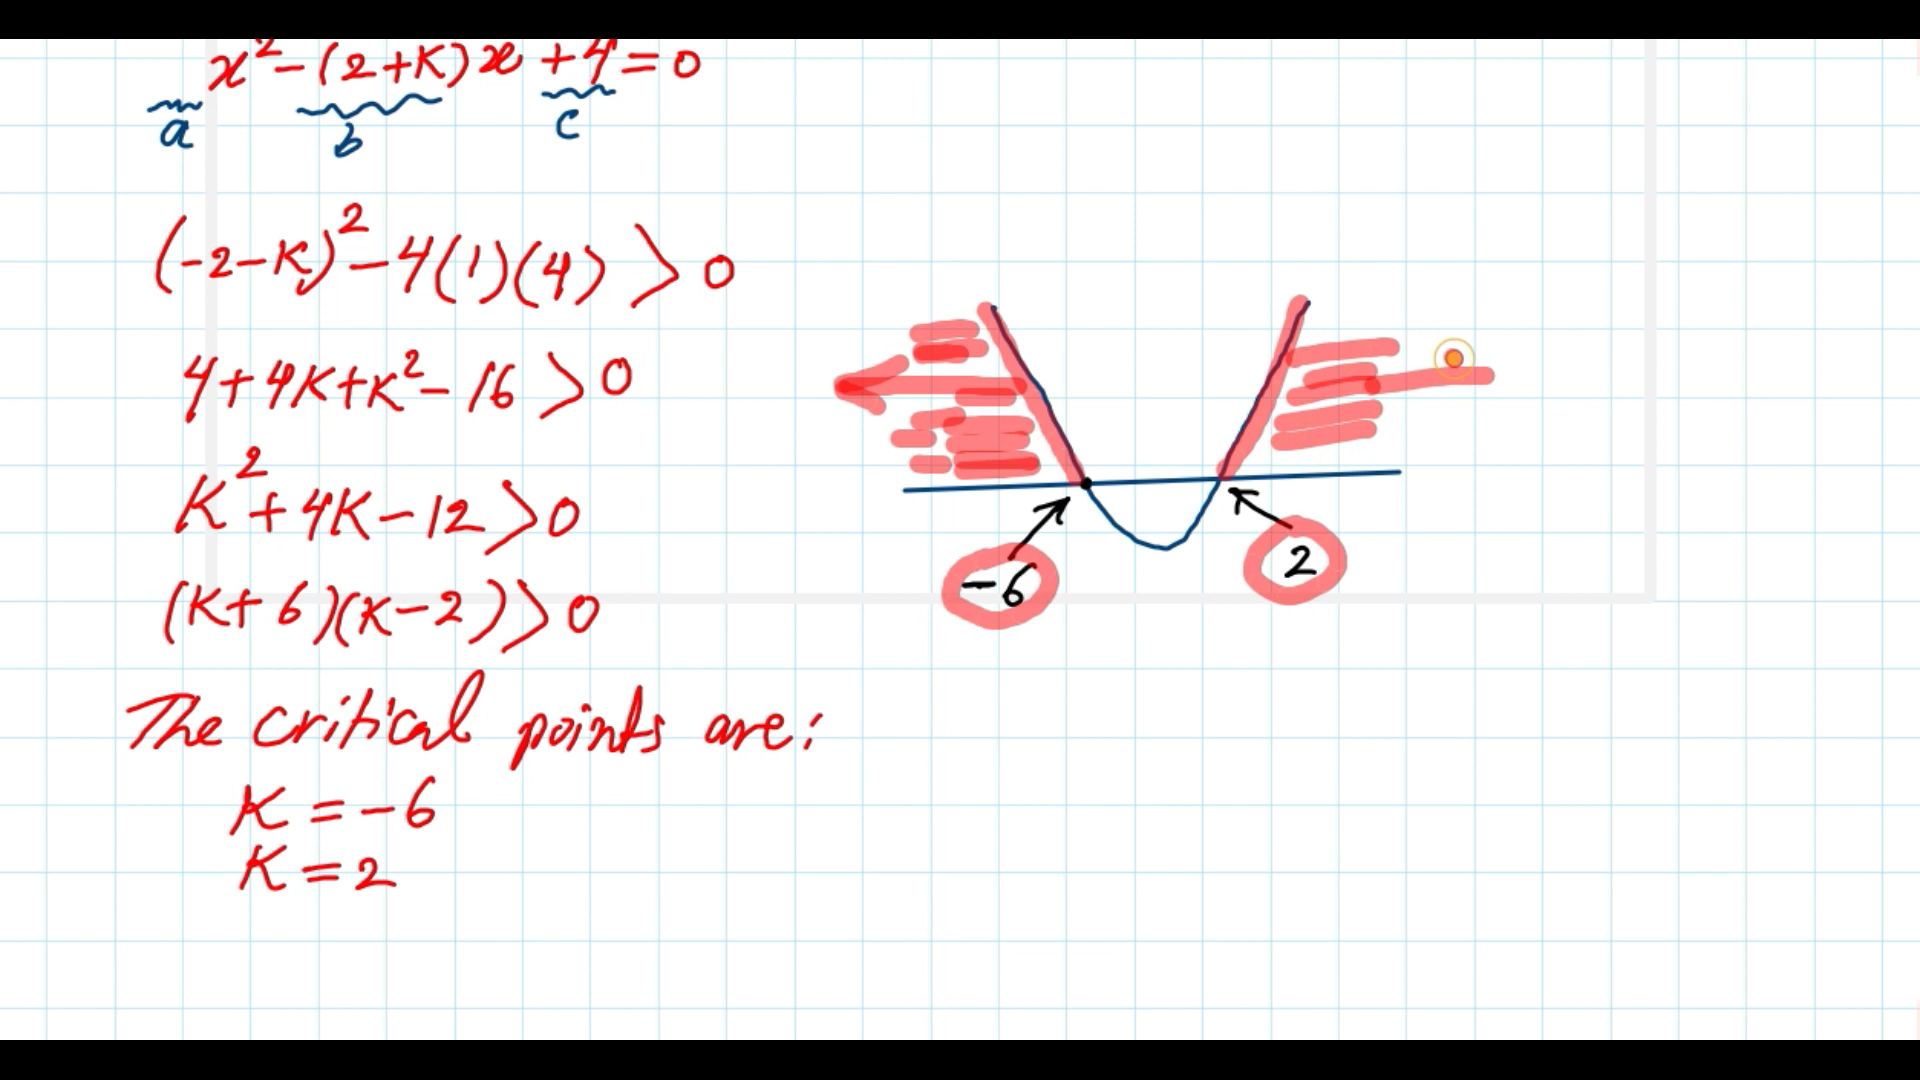 x² - (2+K)x + 4 = 0
a b c
(-2-K)² - 4(1)(4) > 0
4 + 4K + K² - 16 > 0
K² + 4K - 12 > 0
(K+6)(K-2) > 0
The critical points are:
K = -6
K = 2
-6
2